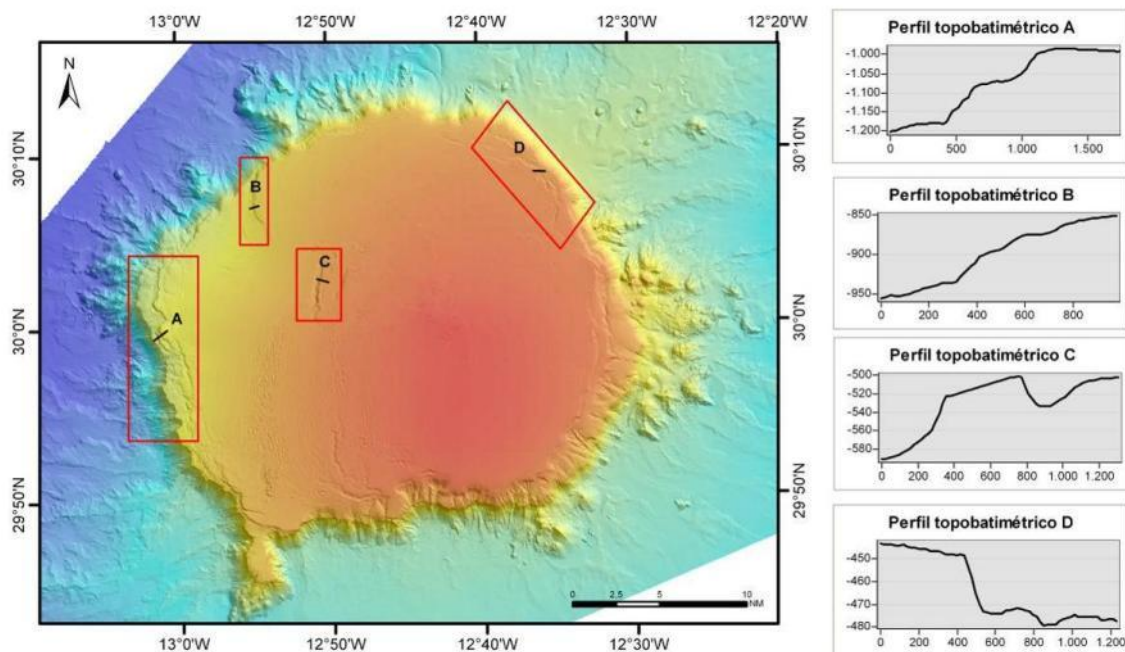 13°0'W
12°50'W
12°40'W
12°30'W
12°20'W
N
30°10'N
30°0'N
29°50'N
30°10'N
30°0'N
29°50'N
A
B
C
D
0
2,5
5
10
NM
13°0'W
12°50'W
12°40'W
12°30'W
Perfil topobatimétrico A
-1.000
-1.050
-1.100
-1.150
-1.200
0 500 1.000 1.500
Perfil topobatimétrico B
-850
-900
-950
0 200 400 600 800
Perfil topobatimétrico C
-500
-520
-540
-560
-580
0 200 400 600 800 1.000 1.200
Perfil topobatimétrico D
-450
-460
-470
-480
0 200 400 600 800 1.000 1.200